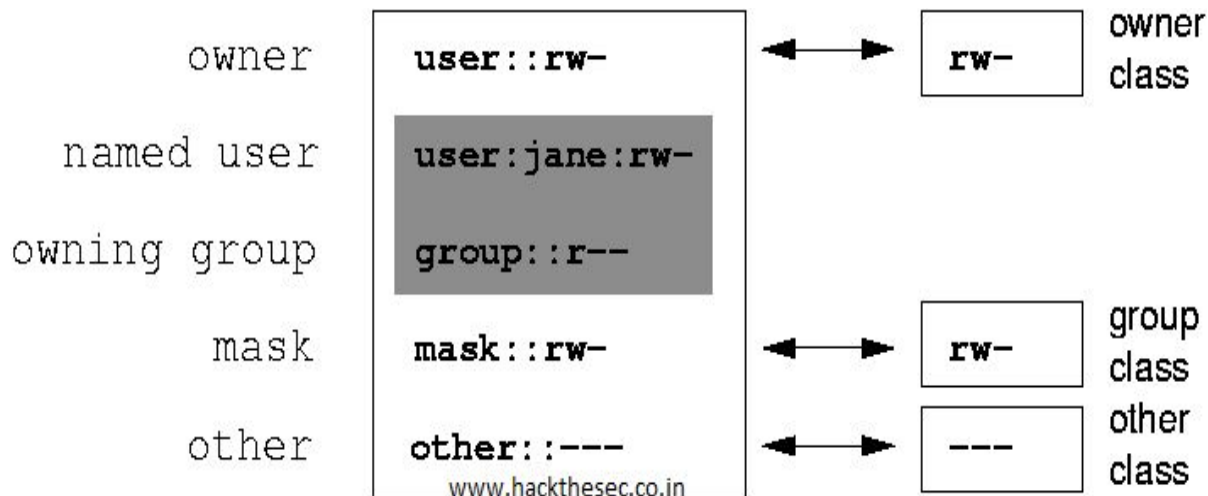 owner user::rw- rw- owner class
named user user:jane:rw-
owning group group::r--
mask mask::rw- rw- group class
other other::--- --- other class
www.hackthesec.co.in